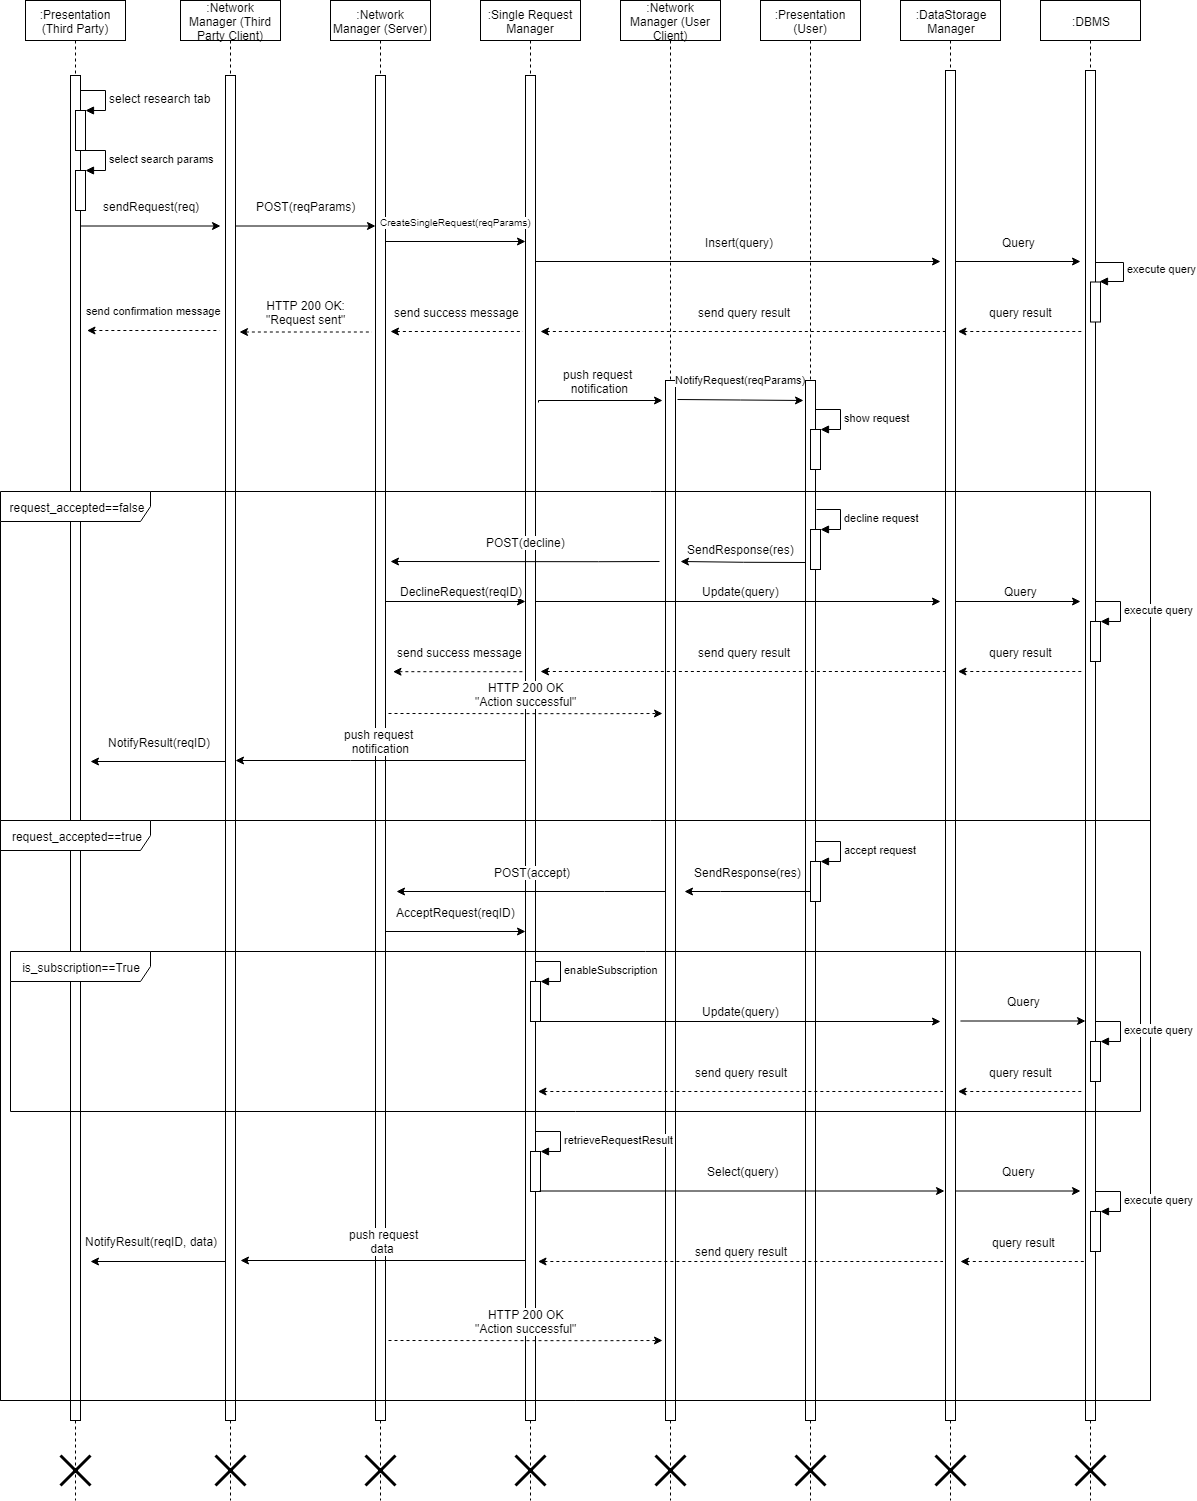 :Presentation
(Third Party)
:Network
Manager (Third
Party Client)
:Network
Manager (Server)
:Single Request
Manager
:Network
Manager (User
Client)
:Presentation
(User)
:DataStorage
Manager
:DBMS
select research tab
select search params
sendRequest(req)
POST(reqParams)
CreateSingleRequest(reqParams)
Insert(query)
Query
execute query
send confirmation message
HTTP 200 OK:
"Request sent"
send success message
send query result
query result
push request
notification
NotifyRequest(reqParams)
show request
request_accepted==false
decline request
POST(decline)
SendResponse(res)
DeclineRequest(reqID)
Update(query)
Query
execute query
send success message
send query result
query result
HTTP 200 OK
"Action successful"
NotifyResult(reqID)
push request
notification
request_accepted==true
accept request
POST(accept)
SendResponse(res)
AcceptRequest(reqID)
is_subscription==True
enableSubscription
Update(query)
Query
execute query
send query result
query result
retrieveRequestResult
Select(query)
Query
execute query
NotifyResult(reqID, data)
push request
data
send query result
query result
HTTP 200 OK
"Action successful"